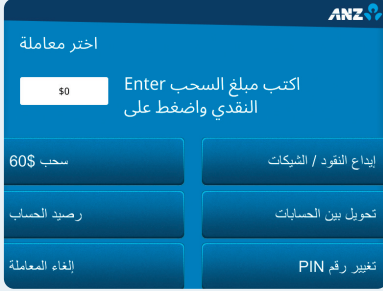 ANZ
اختر معاملة
اكتب مبلغ السحب Enter
النقدي واضغط على
$0
إيداع النقود / الشيكات
سحب $60
تحويل بين الحسابات
رصيد الحساب
تغيير رقم PIN
إلغاء المعاملة